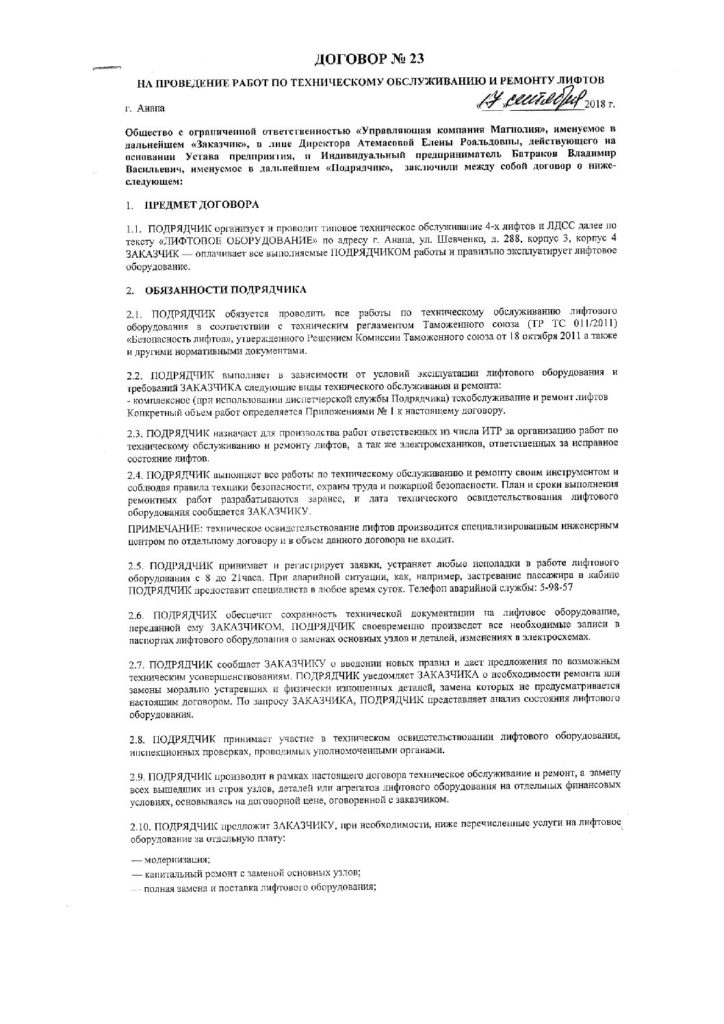 ДОГОВОР № 23
НА ПРОВЕДЕНИЕ РАБОТ ПО ТЕХНИЧЕСКОМУ ОБСЛУЖИВАНИЮ И РЕМОНТУ ЛИФТОВ
г. Анапа 17 сентября 2018 г.
Общество с ограниченной ответственностью «Управляющая компания Магнолия», именуемое в
дальнейшем «Заказчик», в лице Директора Атемасовой Елены Роальдовны, действующего на
основании Устава предприятия, и Индивидуальный предприниматель Батраков Владимир
Васильевич, именуемое в дальнейшем «Подрядчик», заключили между собой договор о ниже-
следующем:
1. ПРЕДМЕТ ДОГОВОРА
1.1. ПОДРЯДЧИК организует и проводит типовое техническое обслуживание 4-х лифтов и ЛДСС далее по
тексту «ЛИФТОВОЕ ОБОРУДОВАНИЕ» по адресу г. Анапа, ул. Шевченко, д. 288, корпус 3, корпус 4
ЗАКАЗЧИК — оплачивает все выполняемые ПОДРЯДЧИКОМ работы и правильно эксплуатирует лифтовое
оборудование.
2. ОБЯЗАННОСТИ ПОДРЯДЧИКА
2.1. ПОДРЯДЧИК обязуется проводить все работы по техническому обслуживанию лифтового
оборудования в соответствии с техническим регламентом Таможенного союза (ТР ТС 011/2011)
«Безопасность лифтов», утвержденного Решением Комиссии Таможенного союза от 18 октября 2011 а также
и другими нормативными документами.
2.2. ПОДРЯДЧИК выполняет в зависимости от условий эксплуатации лифтового оборудования и
требований ЗАКАЗЧИКА следующие виды технического обслуживания и ремонта:
- комплексное (при использовании диспетчерской службы Подрядчика) техобслуживание и ремонт лифтов
Конкретный объем работ определяется Приложениями № 1 к настоящему договору.
2.3. ПОДРЯДЧИК назначает для производства работ ответственных из числа ИТР за организацию работ по
техническому обслуживанию и ремонту лифтов, а так же электромехаников, ответственных за исправное
состояние лифтов.
2.4. ПОДРЯДЧИК выполняет все работы по техническому обслуживанию и ремонту своим инструментом и
соблюдая правила техники безопасности, охраны труда и пожарной безопасности. План и сроки выполнения
ремонтных работ разрабатываются заранее, и дата технического освидетельствования лифтового
оборудования сообщается ЗАКАЗЧИКУ.
ПРИМЕЧАНИЕ: техническое освидетельствование лифтов производится специализированным инженерным
центром по отдельному договору и в объем данного договора не входит.
2.5. ПОДРЯДЧИК принимает и регистрирует заявки, устраняет любые неполадки в работе лифтового
оборудования с 8 до 21часа. При аварийной ситуации, как, например, застревание пассажира в кабине
ПОДРЯДЧИК предоставит специалиста в любое время суток. Телефон аварийной службы: 5-98-57
2.6. ПОДРЯДЧИК обеспечит сохранность технической документации на лифтовое оборудование,
переданной ему ЗАКАЗЧИКОМ, ПОДРЯДЧИК своевременно произведет все необходимые записи в
паспортах лифтового оборудования о заменах основных узлов и деталей, изменениях в электросхемах.
2.7. ПОДРЯДЧИК сообщает ЗАКАЗЧИКУ о введении новых правил и дает предложения по возможным
техническим усовершенствованиям. ПОДРЯДЧИК уведомляет ЗАКАЗЧИКА о необходимости ремонта или
замены морально устаревших и физически изношенных деталей, замена которых не предусматривается
настоящим договором. По запросу ЗАКАЗЧИКА, ПОДРЯДЧИК представляет анализ состояния лифтового
оборудования.
2.8. ПОДРЯДЧИК принимает участие в техническом освидетельствовании лифтового оборудования,
инспекционных проверках, проводимых уполномоченными органами.
2.9. ПОДРЯДЧИК производит в рамках настоящего договора техническое обслуживание и ремонт, а замену
всех вышедших из строя узлов, деталей или агрегатов лифтового оборудования на отдельных финансовых
условиях, основываясь на договорной цене, оговоренной с заказчиком.
2.10. ПОДРЯДЧИК предложит ЗАКАЗЧИКУ, при необходимости, ниже перечисленные услуги на лифтовое
оборудование за отдельную плату:
— модернизация;
— капитальный ремонт с заменой основных узлов;
— полная замена и поставка лифтового оборудования;